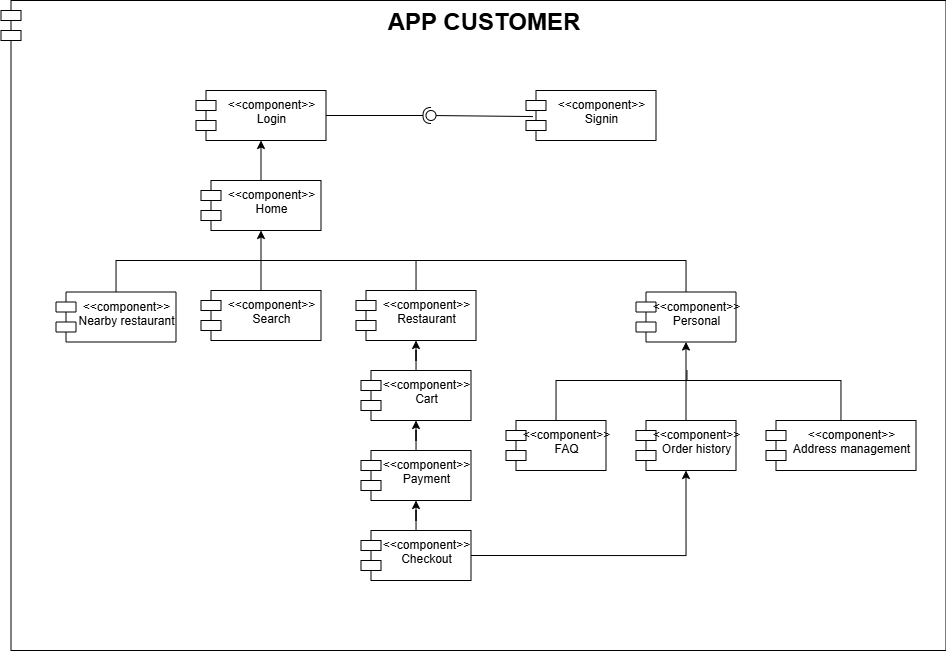 APP CUSTOMER
<<component>>
Login
<<component>>
Signin
<<component>>
Home
<<component>>
Nearby restaurant
<<component>>
Search
<<component>>
Restaurant
<<component>>
Personal
<<component>>
Cart
<<component>>
FAQ
<<component>>
Order history
<<component>>
Address management
<<component>>
Payment
<<component>>
Checkout